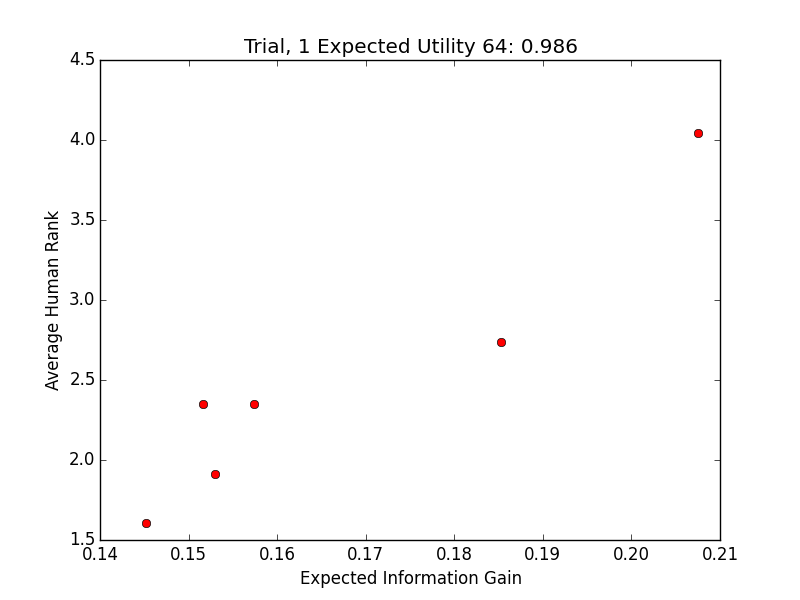 Trial, 1 Expected Utility 64: 0.986
4.5
4.0
3.5
3.0
2.5
2.0
1.5
Average Human Rank
0.14 0.15 0.16 0.17 0.18 0.19 0.20 0.21
Expected Information Gain